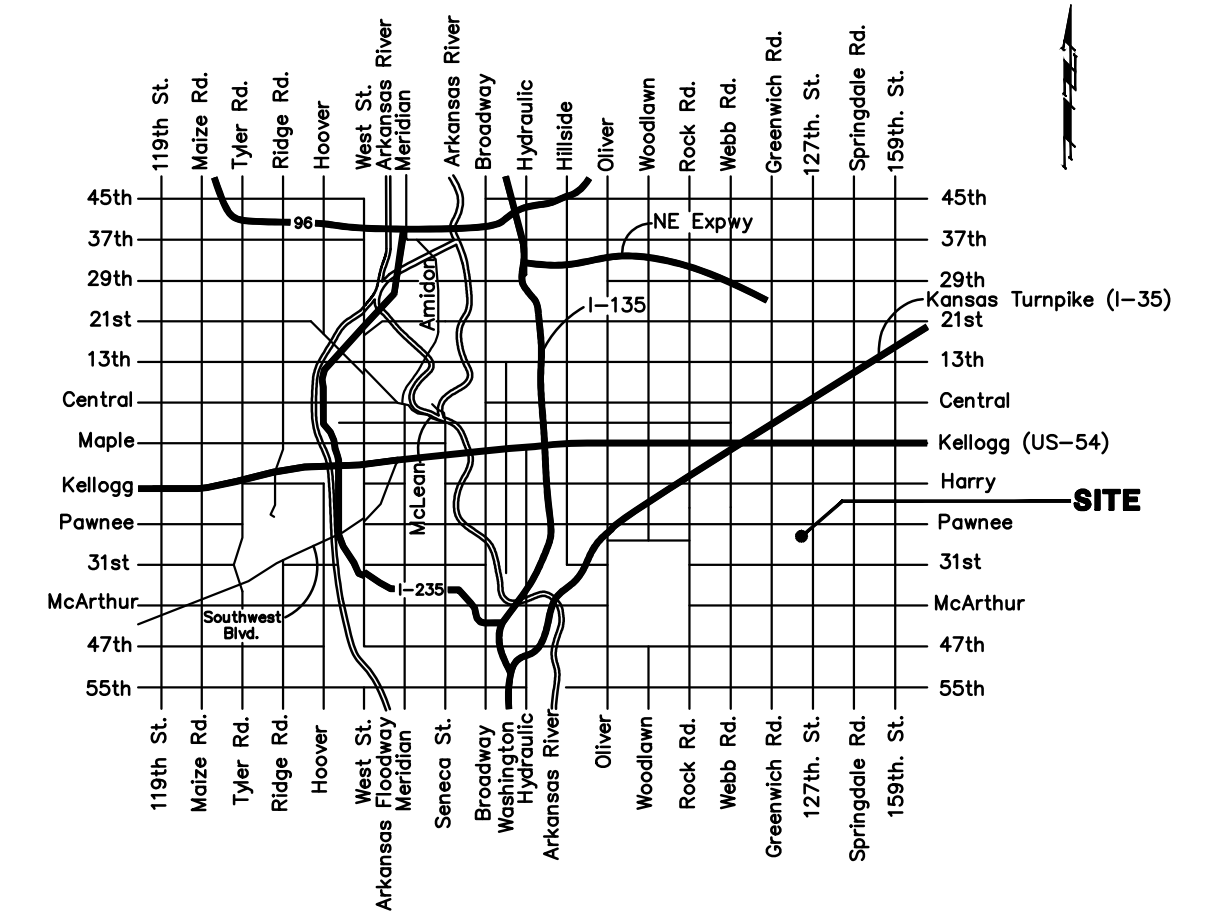 119th St.
Maize Rd.
Tyler Rd.
Ridge Rd.
Hoover
West St.
Arkansas River
Meridian
Arkansas River
Broadway
Hydraulic
Hillside
Oliver
Woodlawn
Rock Rd.
Webb Rd.
Greenwich Rd.
127th. St.
Springdale Rd.
159th. St.
45th
45th
96
NE Expwy
37th
37th
29th
29th
Amidon
I-135
Kansas Turnpike (I-35)
21st
21st
13th
13th
Central
Central
Maple
Kellogg (US-54)
Kellogg
Harry
McLean
SITE
Pawnee
Pawnee
31st
31st
I-235
McArthur
McArthur
Southwest
Blvd.
47th
47th
55th
55th
119th St.
Maize Rd.
Tyler Rd.
Ridge Rd.
Hoover
West St.
Arkansas Floodway
Meridian
Seneca St.
Broadway
Washington
Hydraulic
Arkansas River
Oliver
Woodlawn
Rock Rd.
Webb Rd.
Greenwich Rd.
127th. St.
Springdale Rd.
159th. St.